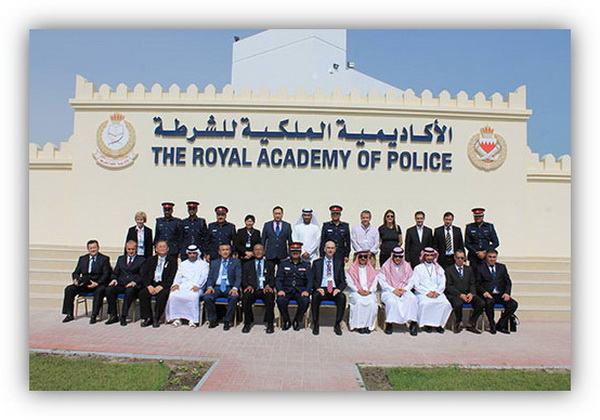 الأكاديمية الملكية للشرطة
THE ROYAL ACADEMY OF POLICE